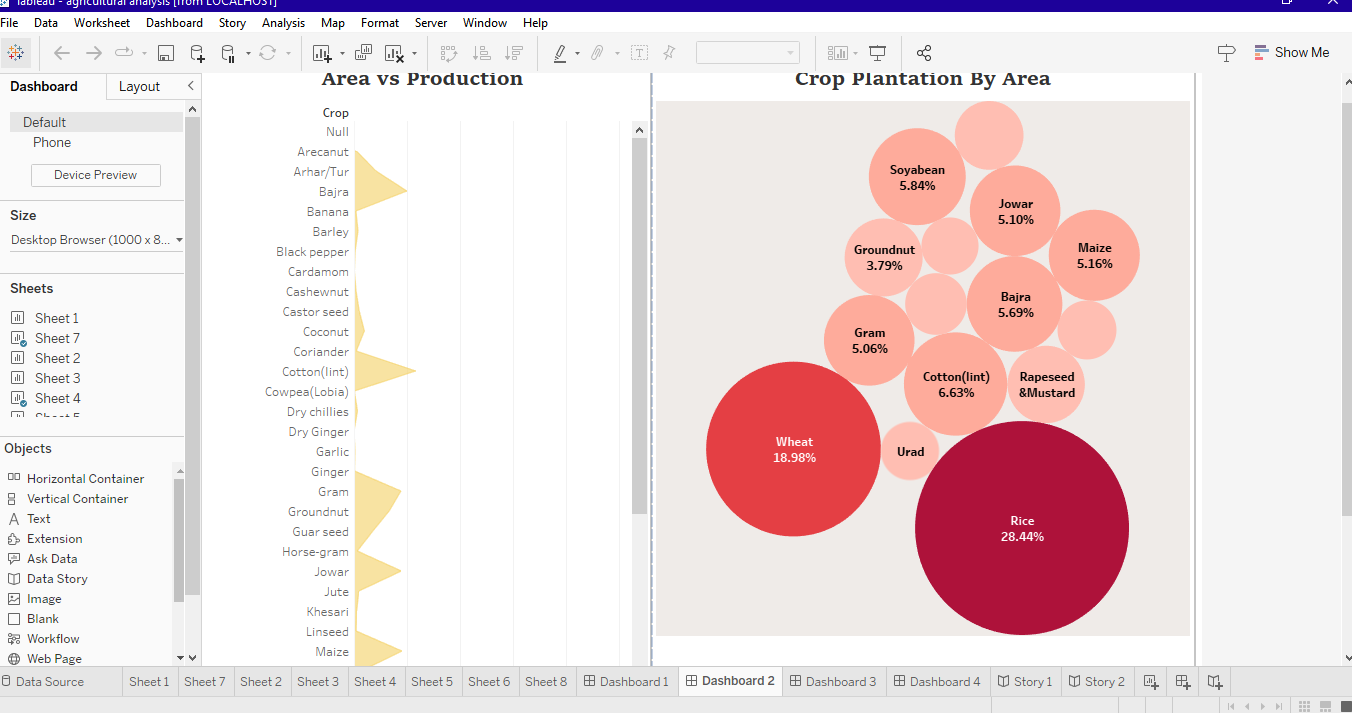 Tableau - agricultural analysis [from LOCALHOST]
File Data Worksheet Dashboard Story Analysis Map Format Server Window Help
Show Me
Dashboard Layout
Default
Phone
Device Preview
Size
Desktop Browser (1000 x 8...
Sheets
Sheet 1
Sheet 7
Sheet 2
Sheet 3
Sheet 4
Sheet 5
Objects
Horizontal Container
Vertical Container
A Text
Extension
Ask Data
Data Story
Image
Blank
Workflow
Web Page
Area vs Production
Crop
Null
Arecanut
Arhar/Tur
Bajra
Banana
Barley
Black pepper
Cardamom
Cashewnut
Castor seed
Coconut
Coriander
Cotton(lint)
Cowpea(Lobia)
Dry chillies
Dry Ginger
Garlic
Ginger
Gram
Groundnut
Guar seed
Horse-gram
Jowar
Jute
Khesari
Linseed
Maize
Crop Plantation By Area
Soyabean
5.84%
Jowar
5.10%
Groundnut
3.79%
Maize
5.16%
Bajra
5.69%
Gram
5.06%
Cotton(lint)
6.63%
Rapeseed
&Mustard
Wheat
18.98%
Urad
Rice
28.44%
Data Source Sheet 1 Sheet 7 Sheet 2 Sheet 3 Sheet 4 Sheet 5 Sheet 6 Sheet 8 Dashboard 1 Dashboard 2 Dashboard 3 Dashboard 4 Story 1 Story 2